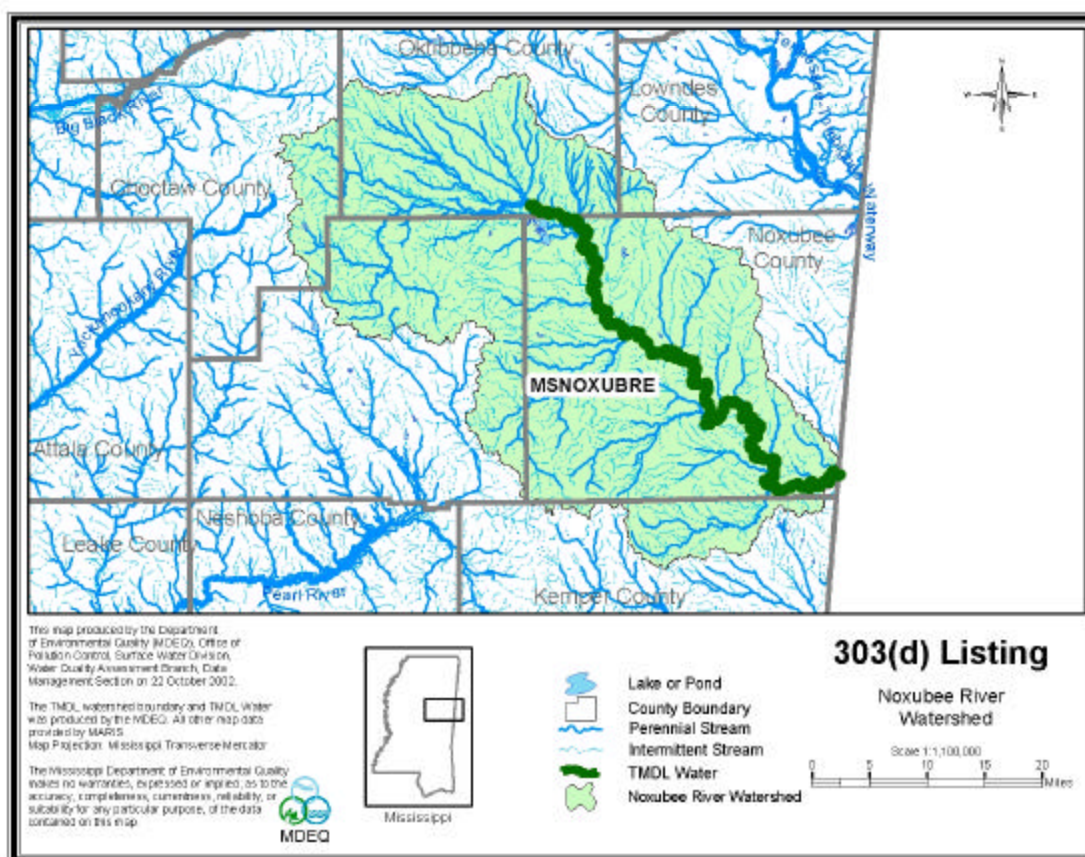 Oktibbeha County
Lowndes
County
Tennessee-Tombigbee
Waterway
Big Black River
Choctaw County
Noxubee
County
Yockanookany River
MSNOXUBRE
Attala County
Neshoba County
Leake County
Pearl River
Kemper County
This map produced by the Department
of Environmental Quality (MDEQ), Office of
Pollution Control, Surface Water Division,
Water Quality Assessment Branch, Data
Management Section on 22 October 2002.
The TMDL watershed boundary and TMDL Water
was produced by the MDEQ. All other map data
provided by MARIS
Map Projection: Mississippi Transverse Mercator
The Mississippi Department of Environmental Quality
makes no warranties, expressed or implied, as to the
accuracy, completeness, currentness, reliability, or
suitability for any particular purpose, of the data
contained on this map.
MDEQ
Mississippi
Lake or Pond
County Boundary
Perennial Stream
Intermittent Stream
TMDL Water
Noxubee River Watershed
303(d) Listing
Noxubee River
Watershed
Scale 1:1,100,000
0 5 10 15 20
Miles